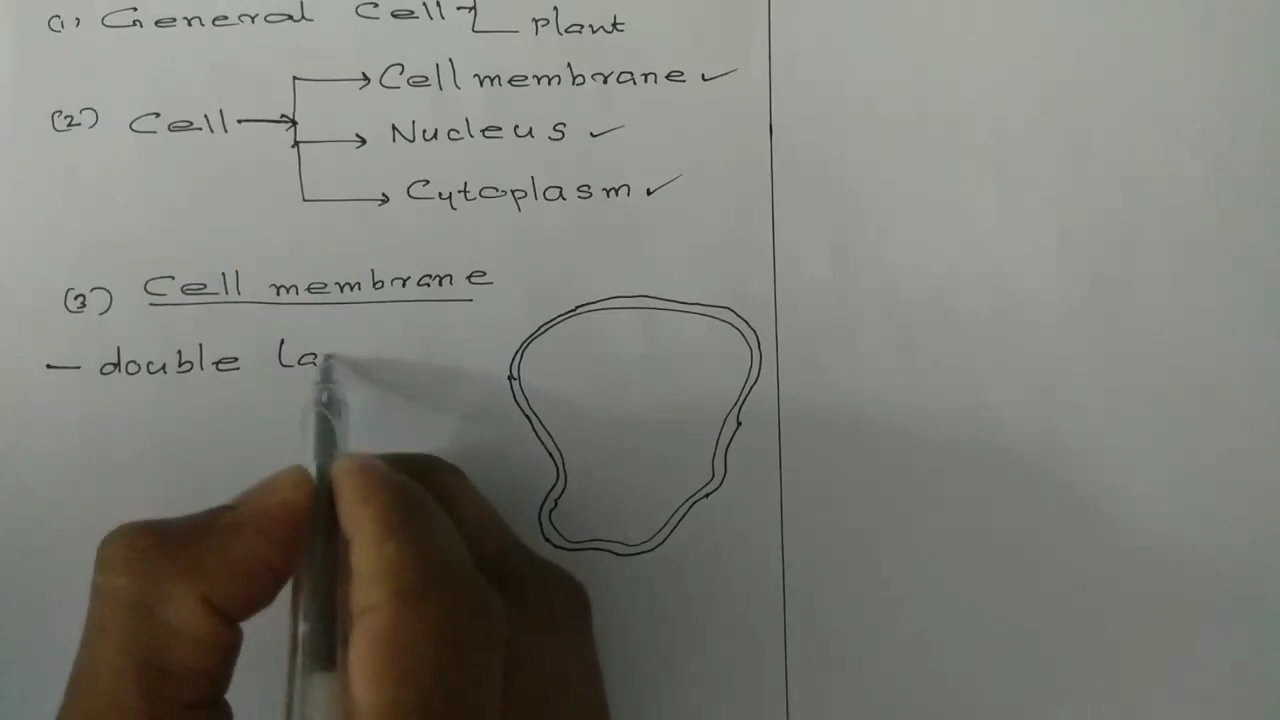 (1) General Cell
Plant
Cell membrane
(2) Cell
Nucleus
Cytoplasm
(3) Cell membrane
- double la